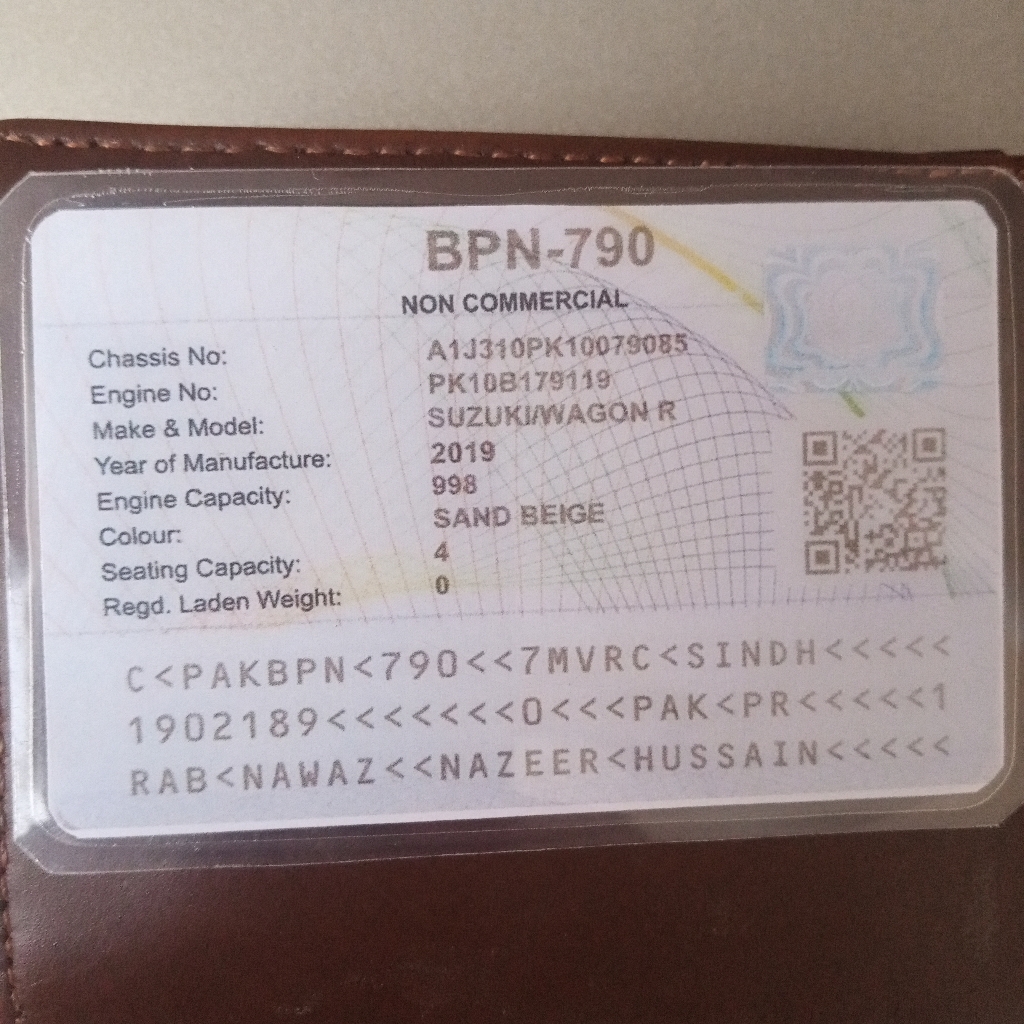 BPN-790
NON COMMERCIAL
Chassis No: A1J310PK10079085
Engine No: PK10B179119
Make & Model: SUZUKI/WAGON R
Year of Manufacture: 2019
Engine Capacity: 998
Colour: SAND BEIGE
Seating Capacity: 4
Regd. Laden Weight: 0
C<PAKBPN<790<<7MVRC<SINDH<<<<<
1902189<<<<<<<0<<<PAK<PR<<<<<1
RAB<NAWAZ<<NAZEER<HUSSAIN<<<<<